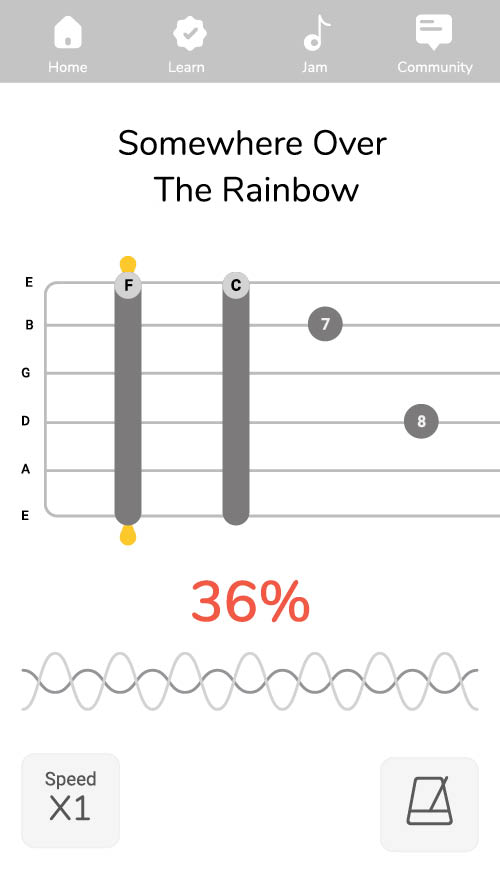 Home Learn Jam Community
Somewhere Over
The Rainbow
E F C
B 7
G
D 8
A
E
36%
Speed
X1